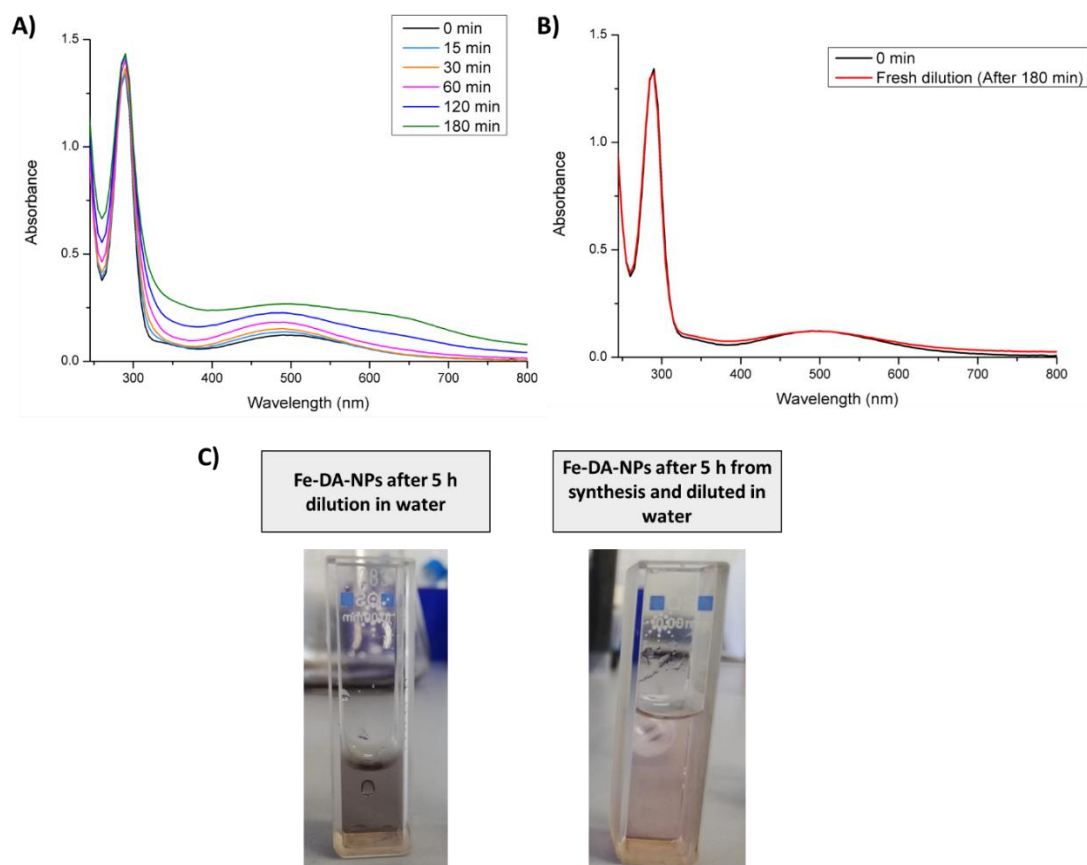 A)
1.5
1.0
0.5
0.0
Absorbance
300
400
500
600
700
800
Wavelength (nm)
0 min
15 min
30 min
60 min
120 min
180 min
B)
1.5
1.0
0.5
0.0
Absorbance
300
400
500
600
700
800
Wavelength (nm)
0 min
Fresh dilution (After 180 min)
C)
Fe-DA-NPs after 5 h
dilution in water
Fe-DA-NPs after 5 h from
synthesis and diluted in
water